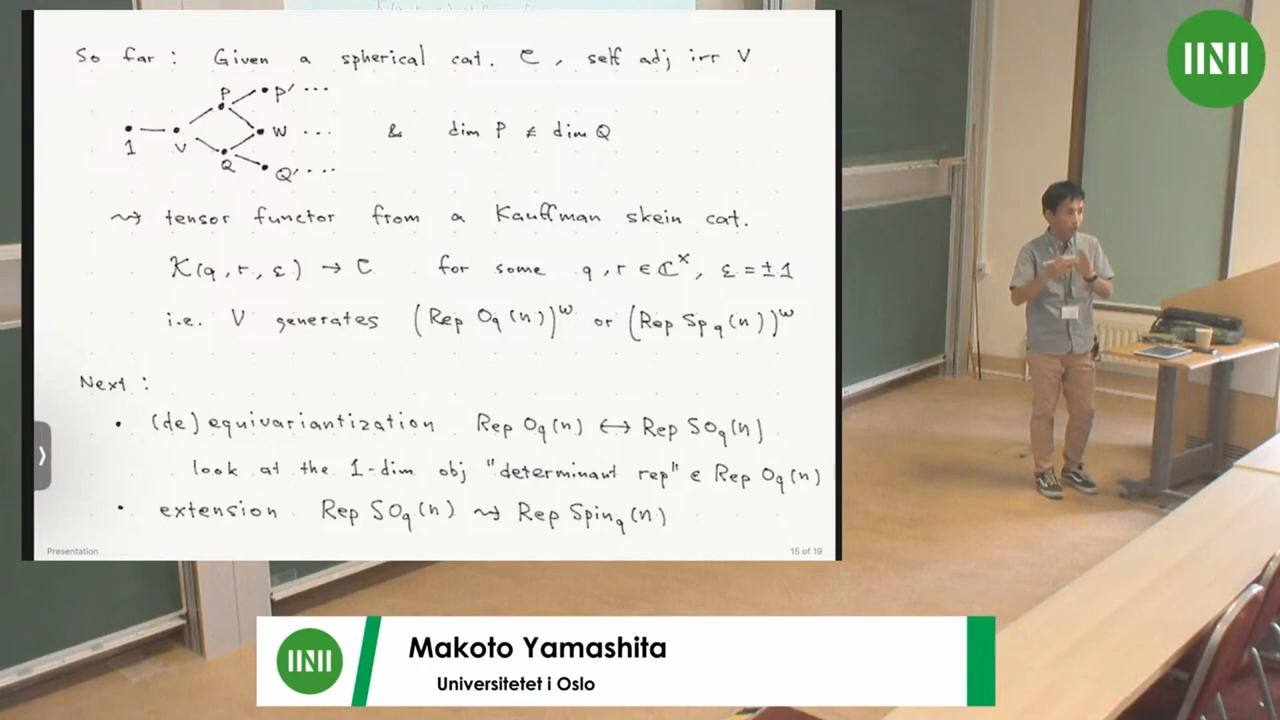 So far : Given a spherical cat. C, self adj irr V
1 V P Q P' ... W ... Q' ... & dim P ≠ dim Q
⇝ tensor functor from a Kauffman skein cat.
K(q, r, ε) → C for some q, r ∈ ℂ^×, ε = ±1
i.e. V generates (Rep O_q(n))^ω or (Rep Sp_q(n))^ω
Next :
• (de) equivariantization Rep O_q(n) ↔ Rep SO_q(n)
look at the 1-dim obj "determinant rep" ∈ Rep O_q(n)
• extension Rep SO_q(n) ⇝ Rep Spin_q(n)
Presentation
15 of 19
Makoto Yamashita
Universitetet i Oslo